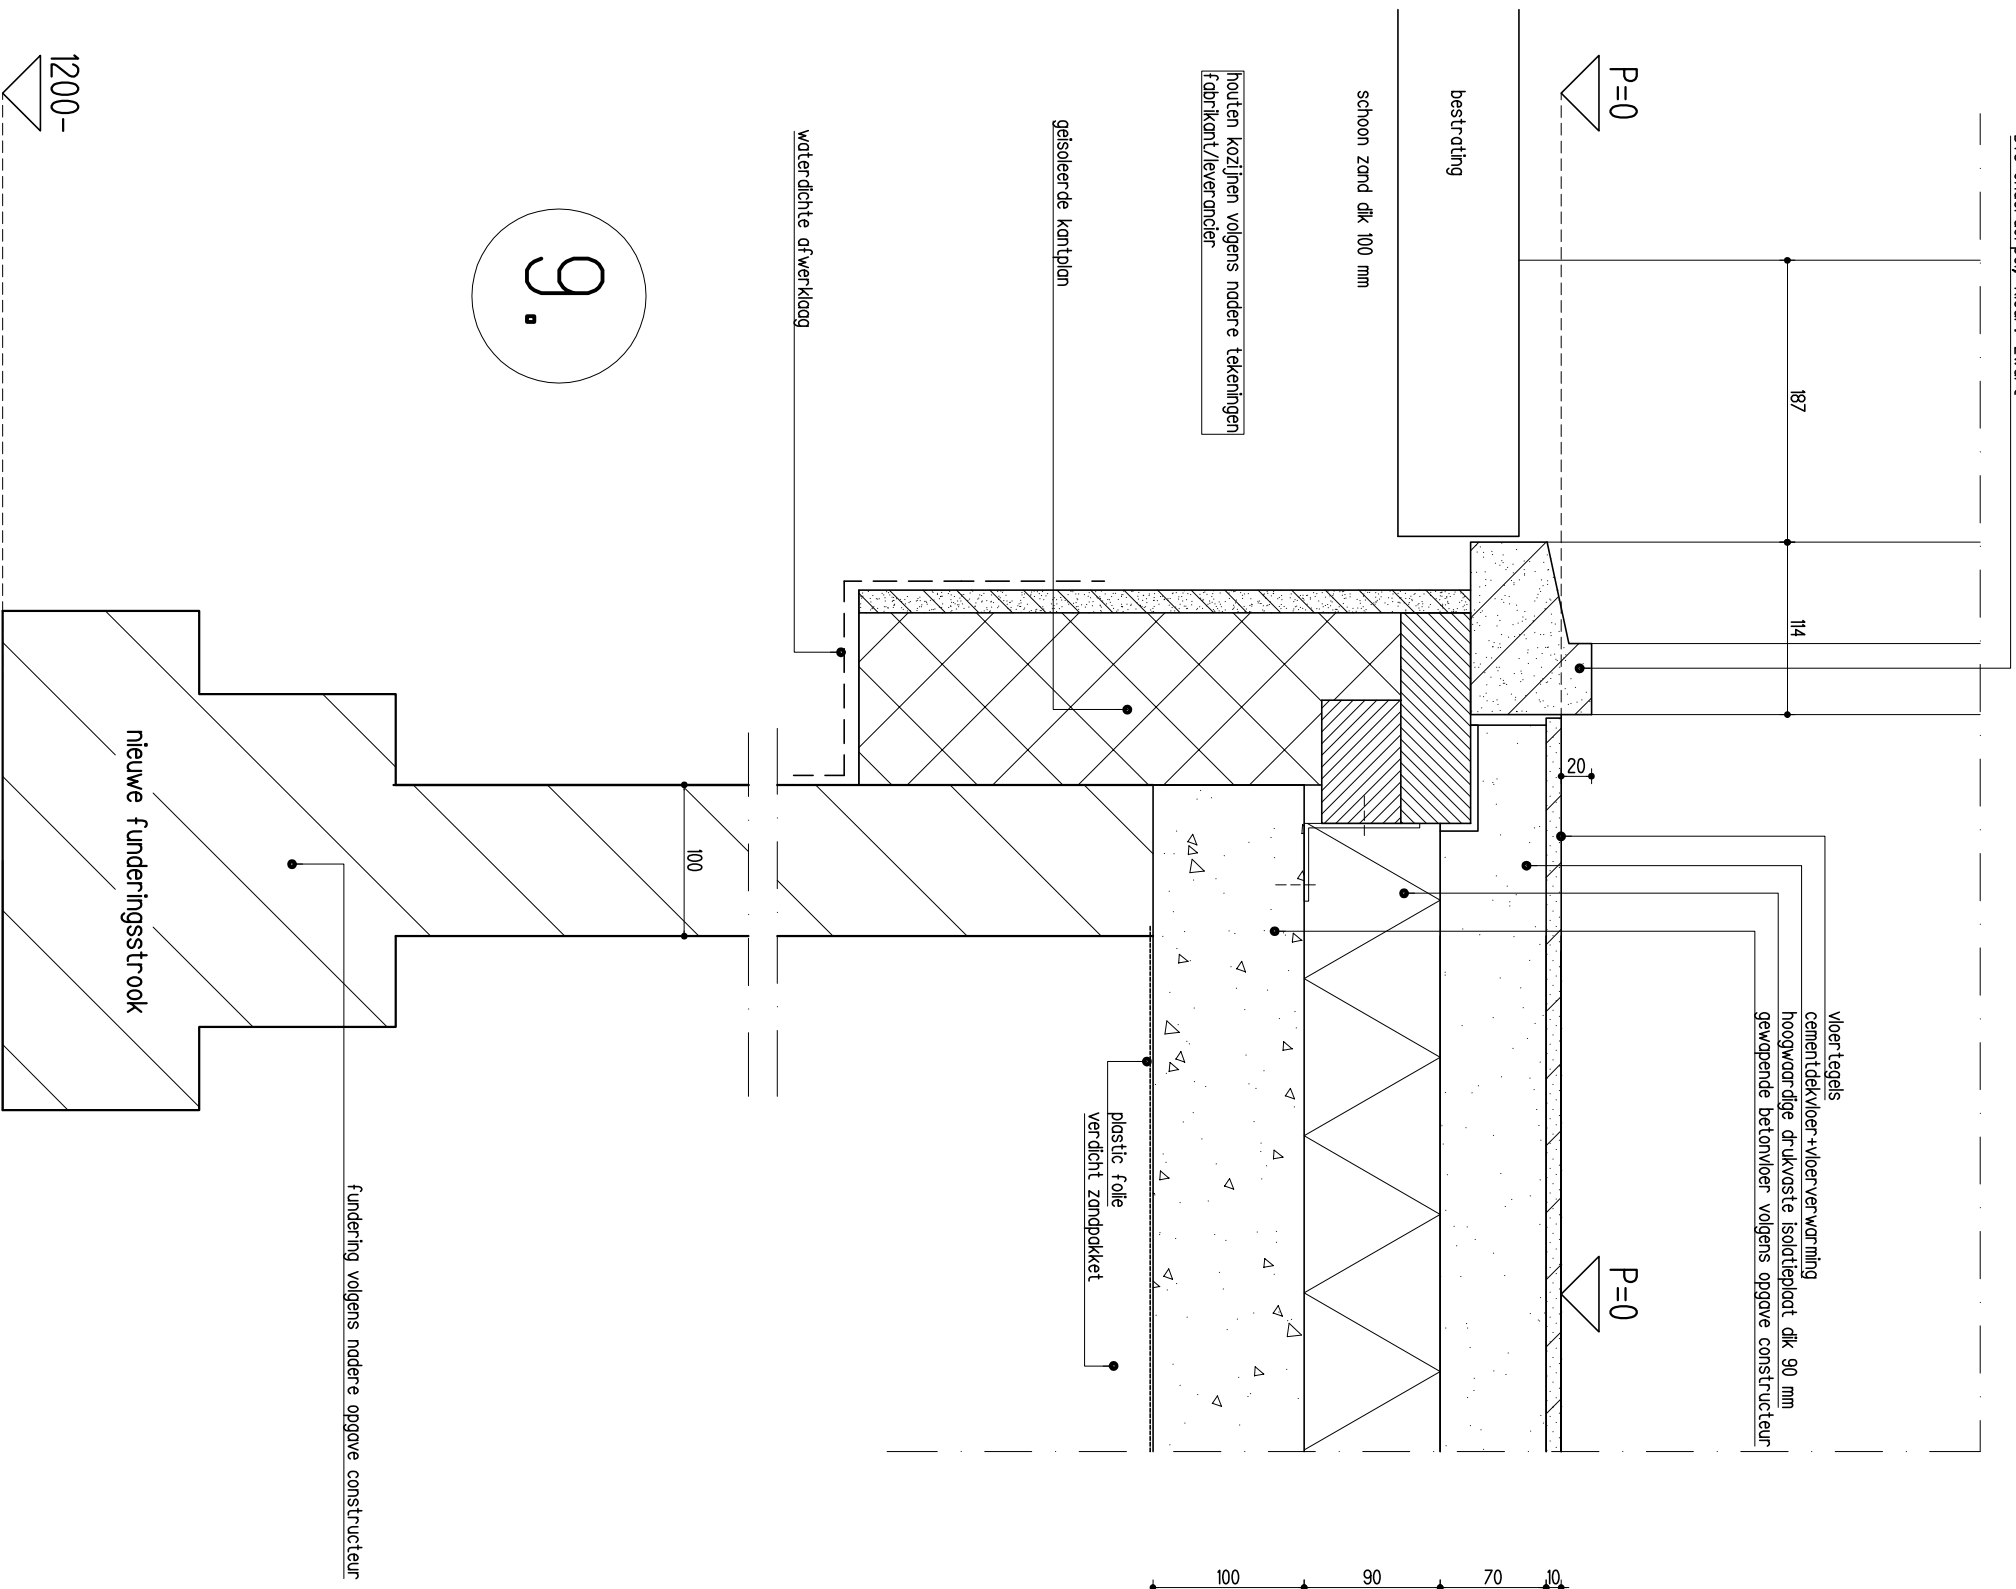 P=0
bestrating
schoon zand dik 100 mm
houten kozijnen volgens nadere tekeningen
fabrikant/leverancier
geisoleerde kantplan
waterdichte afwerklaag
9.
1200-
187
114
20
vloertegels
cementdekvloer+vloerverwarming
hoogwaardige drukvaste isolatieplaat dik 90 mm
gewapende betonvloer volgens opgave constructeur
P=0
100
plastic folie
verdicht zandpakket
nieuwe funderingsstrook
fundering volgens nadere opgave constructeur
100
90
70
10